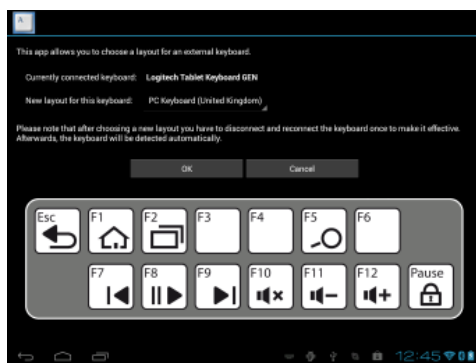 A
This app allows you to choose a layout for an external keyboard.
Currently connected keyboard: Logitech Tablet Keyboard GEN
New layout for this keyboard: PC Keyboard (United Kingdom)
Please note that after choosing a new layout you have to disconnect and reconnect the keyboard once to make it effective.
Afterwards, the keyboard will be detected automatically.
OK Cancel
Esc F1 F2 F3 F4 F5 F6
F7 F8 F9 F10 F11 F12 Pause
12:45